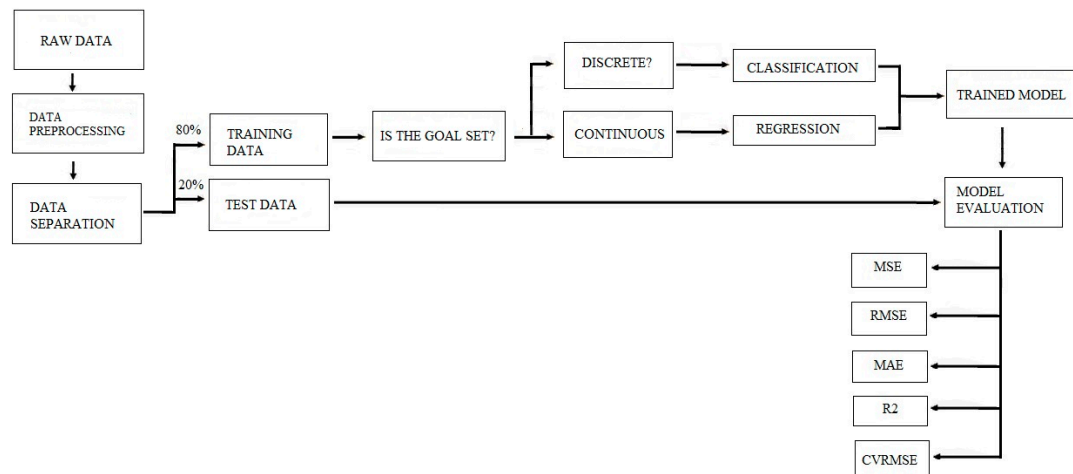 RAW DATA
DATA
PREPROCESSING
DATA
SEPARATION
80%
20%
TRAINING
DATA
TEST DATA
IS THE GOAL SET?
DISCRETE?
CONTINUOUS
CLASSIFICATION
REGRESSION
TRAINED MODEL
MODEL
EVALUATION
MSE
RMSE
MAE
R2
CVRMSE